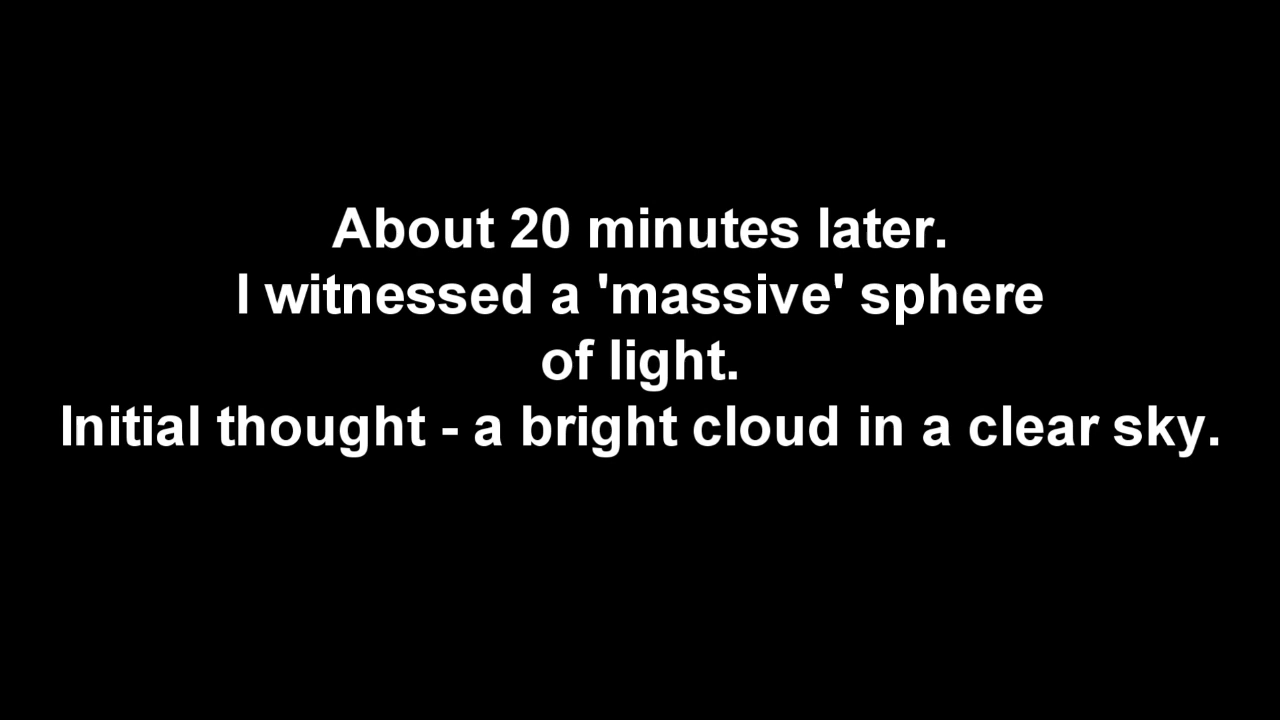 About 20 minutes later.
I witnessed a 'massive' sphere
of light.
Initial thought - a bright cloud in a clear sky.